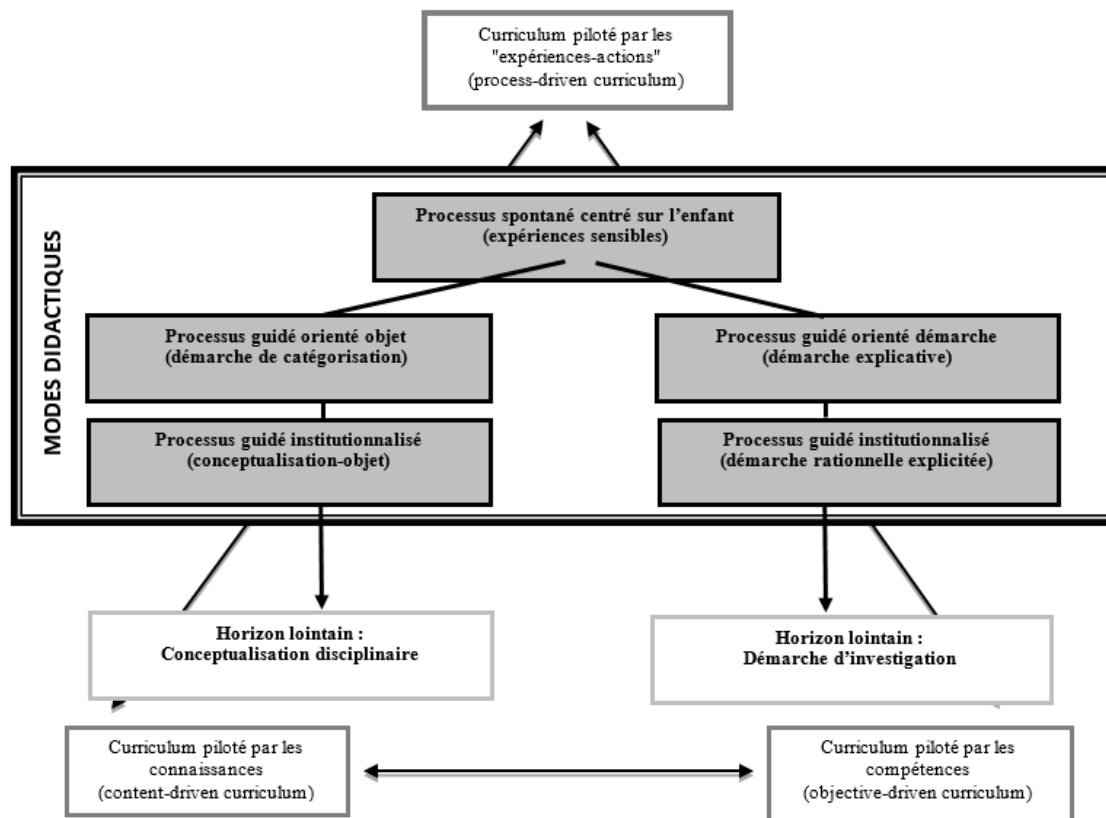 Curriculum piloté par les
"expériences-actions"
(process-driven curriculum)
MODES DIDACTIQUES
Processus spontané centré sur l'enfant
(expériences sensibles)
Processus guidé orienté objet
(démarche de catégorisation)
Processus guidé orienté démarche
(démarche explicative)
Processus guidé institutionnalisé
(conceptualisation-objet)
Processus guidé institutionnalisé
(démarche rationnelle explicitée)
Horizon lointain :
Conceptualisation disciplinaire
Horizon lointain :
Démarche d'investigation
Curriculum piloté par les
connaissances
(content-driven curriculum)
Curriculum piloté par les
compétences
(objective-driven curriculum)